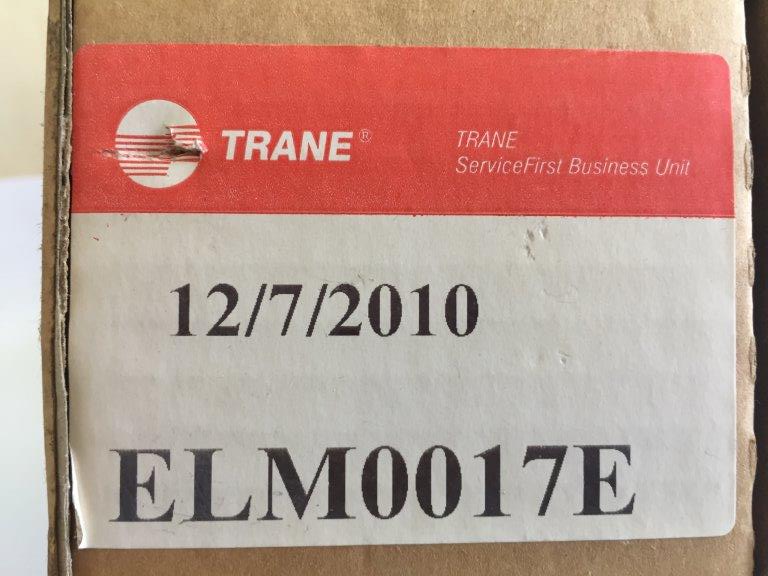 TRANE®
TRANE
ServiceFirst Business Unit
12/7/2010
ELM0017E